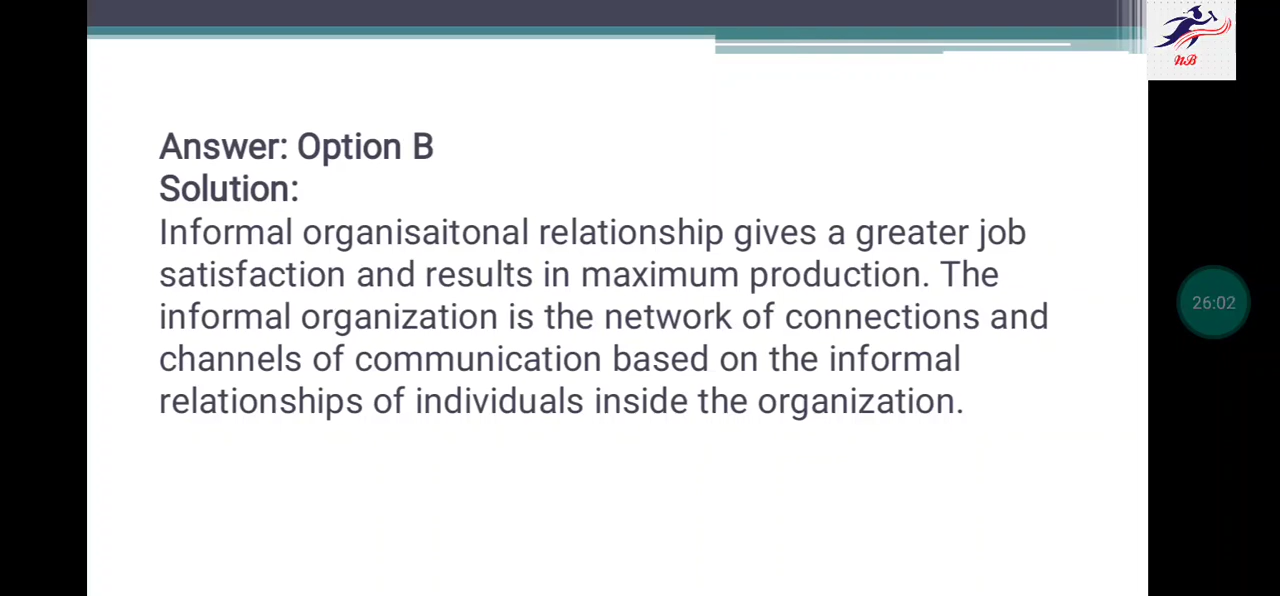 NB
Answer: Option B
Solution:
Informal organisaitonal relationship gives a greater job
satisfaction and results in maximum production. The
informal organization is the network of connections and
channels of communication based on the informal
relationships of individuals inside the organization.
26:02